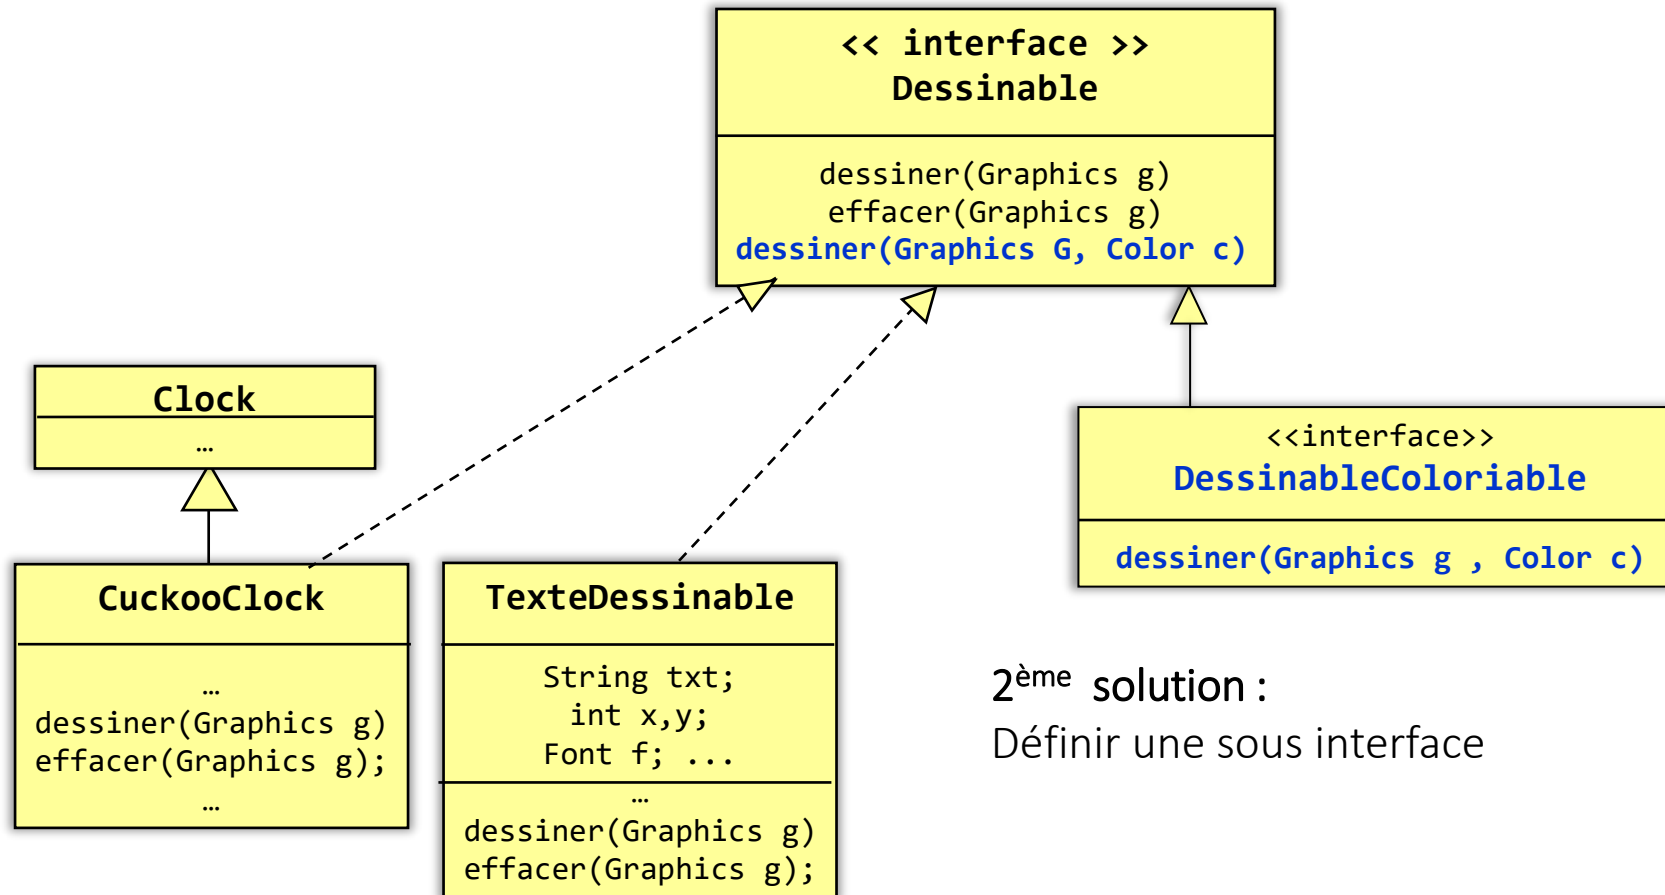 << interface >>
Dessinable
dessiner(Graphics g)
effacer(Graphics g)
dessiner(Graphics G, Color c)
Clock
…
<<interface>>
DessinableColoriable
dessiner(Graphics g , Color c)
CuckooClock
…
dessiner(Graphics g)
effacer(Graphics g);
…
TexteDessinable
String txt;
int x,y;
Font f; ...
…
dessiner(Graphics g)
effacer(Graphics g);
2ème solution :
Définir une sous interface